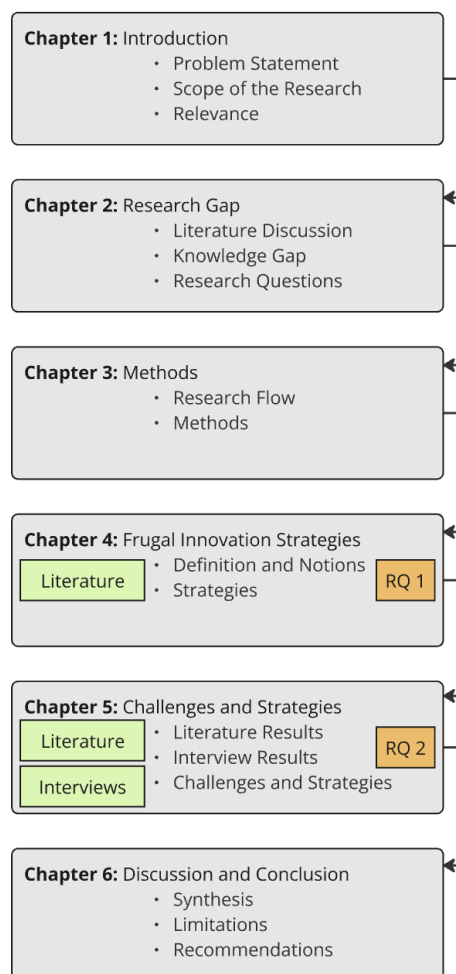 Chapter 1: Introduction
· Problem Statement
· Scope of the Research
· Relevance
Chapter 2: Research Gap
· Literature Discussion
· Knowledge Gap
· Research Questions
Chapter 3: Methods
· Research Flow
· Methods
Chapter 4: Frugal Innovation Strategies
Literature
· Definition and Notions
· Strategies
RQ 1
Chapter 5: Challenges and Strategies
Literature
Interviews
· Literature Results
· Interview Results
· Challenges and Strategies
RQ 2
Chapter 6: Discussion and Conclusion
· Synthesis
· Limitations
· Recommendations